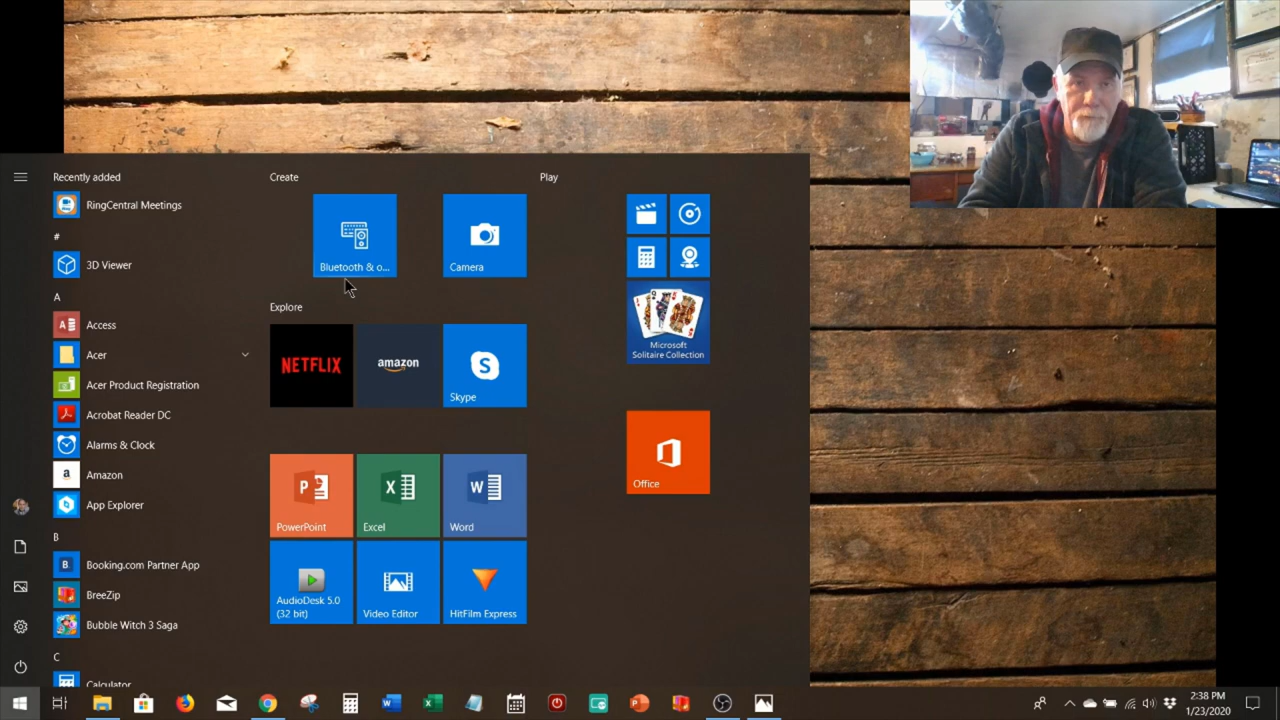 Recently added
RingCentral Meetings
#
3D Viewer
A
Access
Acer
Acer Product Registration
Acrobat Reader DC
Alarms & Clock
a
Amazon
App Explorer
B
B
Booking.com Partner App
BreeZip
Bubble Witch 3 Saga
C
Calculator
Create
Bluetooth & o...
Camera
Explore
NETFLIX
amazon
S
Skype
P
PowerPoint
X
Excel
W
Word
AudioDesk 5.0
(32 bit)
Video Editor
HitFilm Express
Play
Microsoft
Solitaire Collection
Office
2:38 PM
1/23/2020